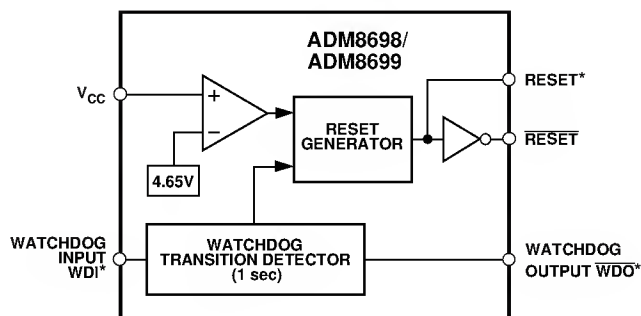 ADM8698/
ADM8699
VCC
+
−
4.65V
RESET
GENERATOR
RESET*
RESET
WATCHDOG
INPUT
WDI*
WATCHDOG
TRANSITION DETECTOR
(1 sec)
WATCHDOG
OUTPUT WDO*